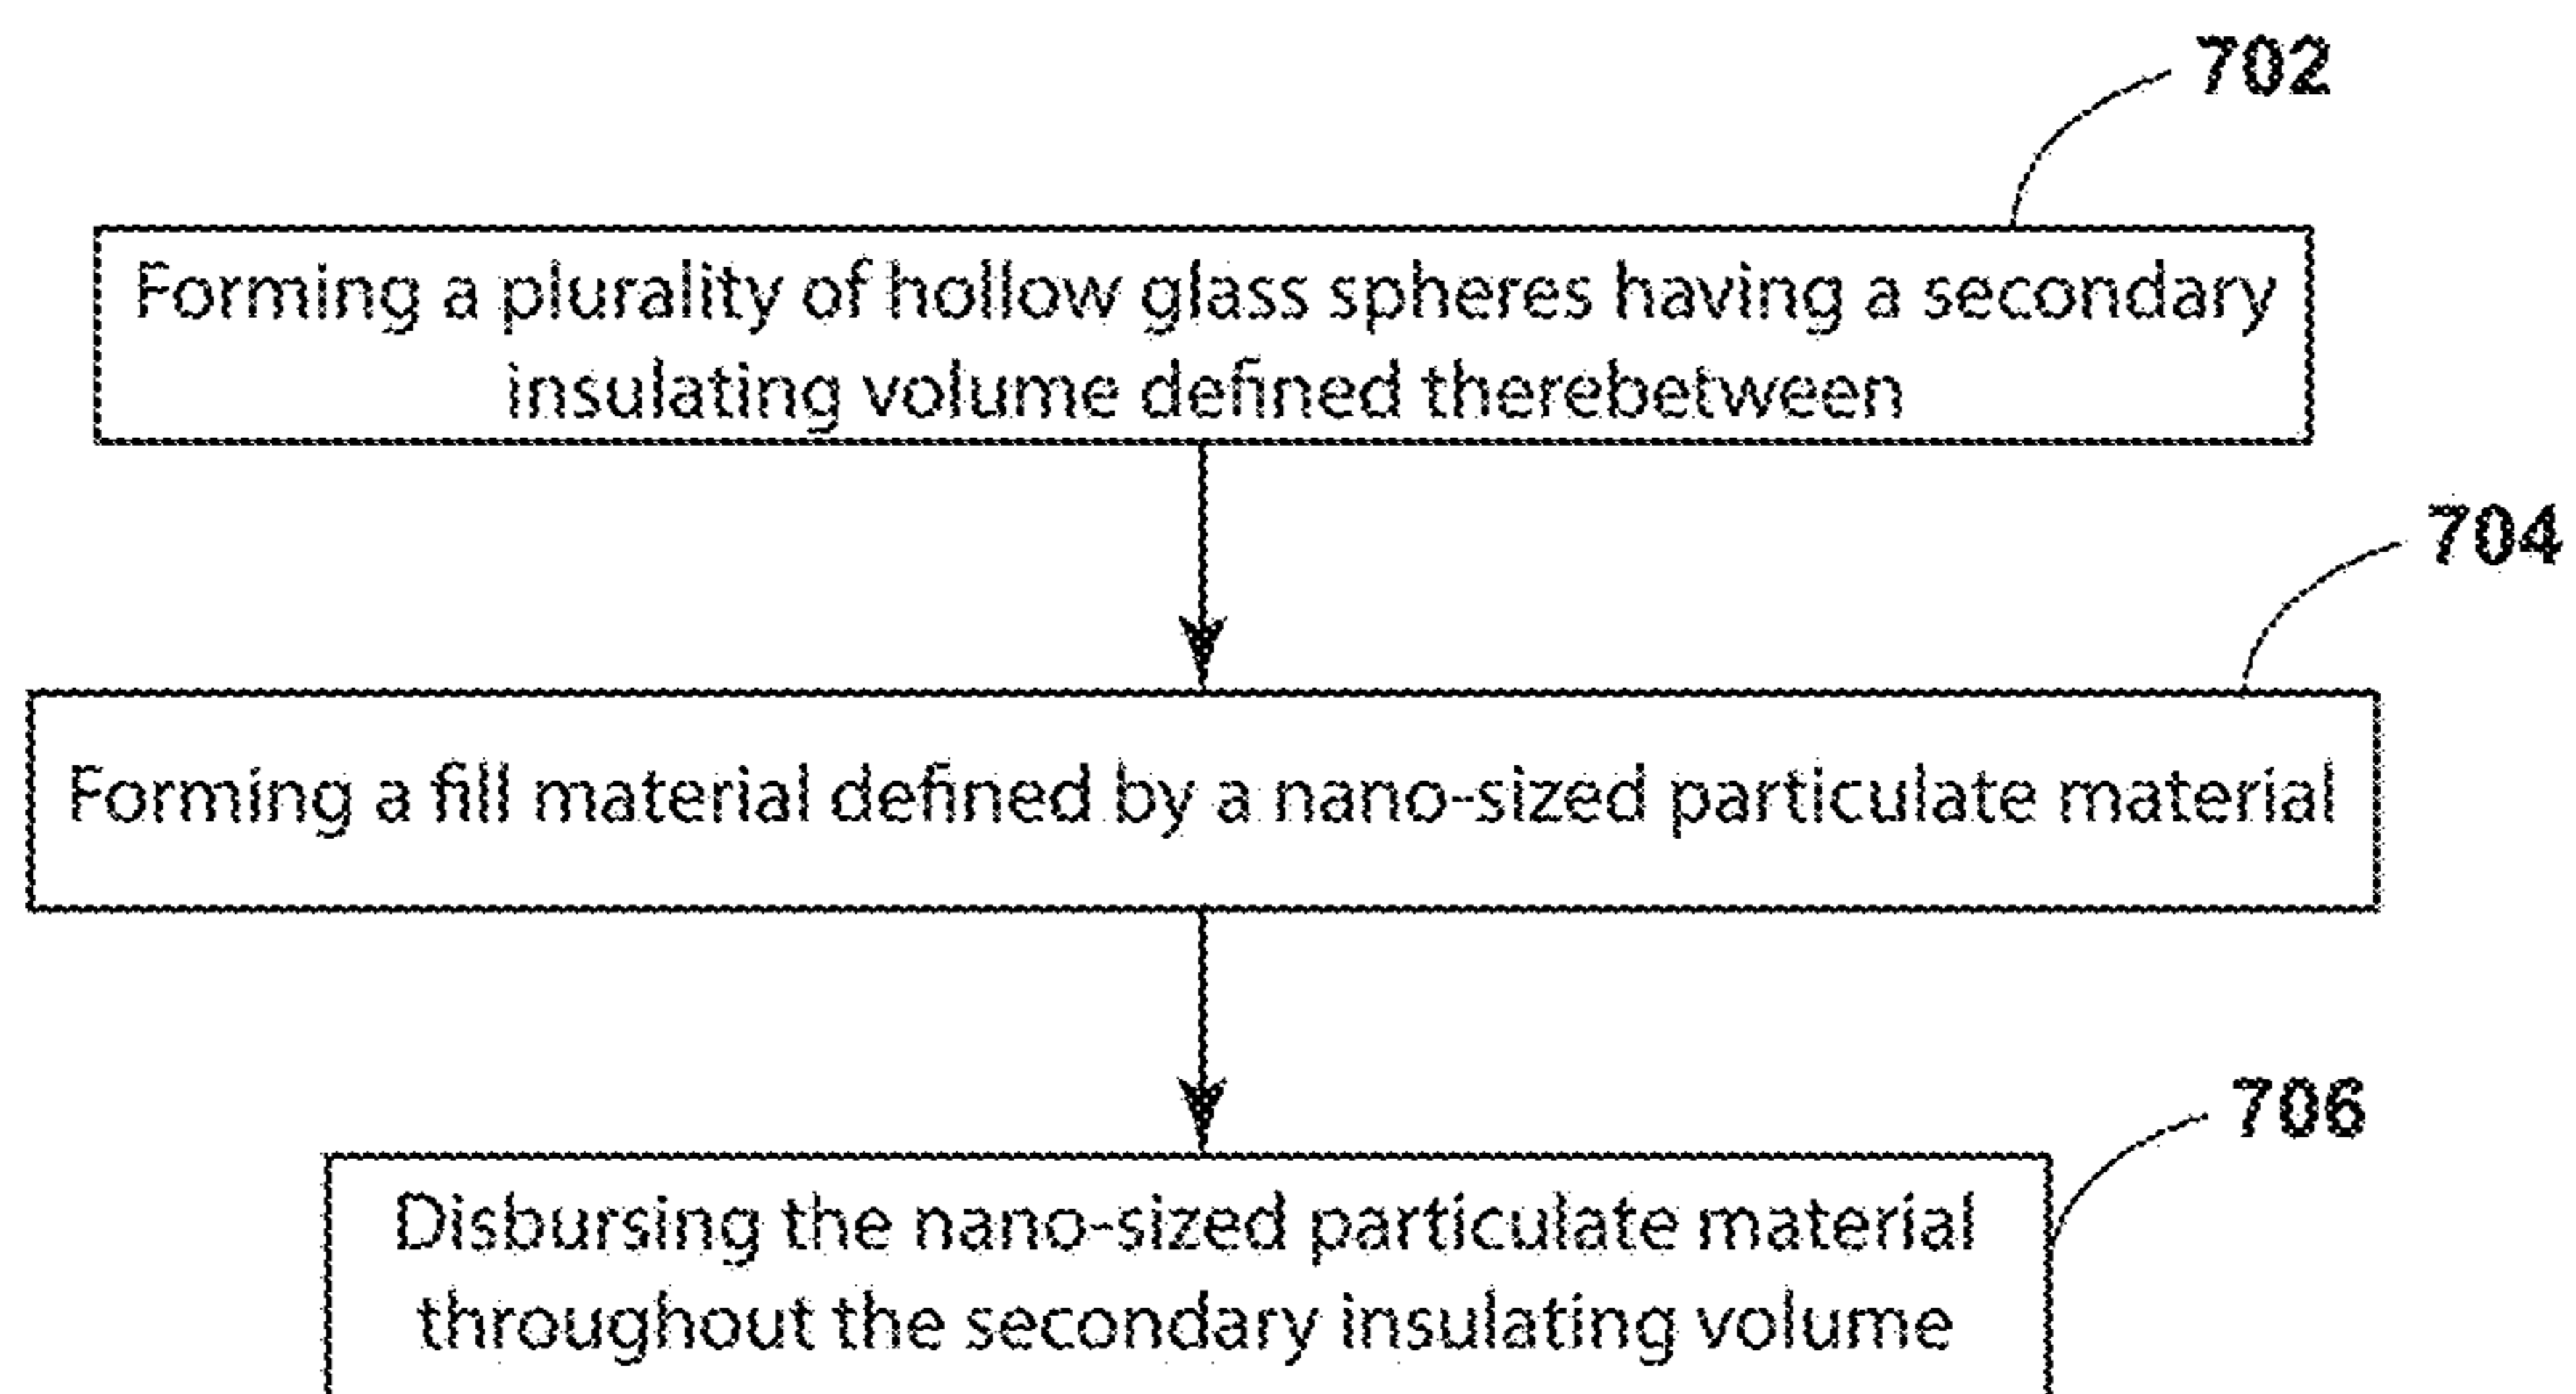 702
Forming a plurality of hollow glass spheres having a secondary
insulating volume defined therebetween
704
Forming a fill material defined by a nano-sized particulate material
706
Disbursing the nano-sized particulate material
throughout the secondary insulating volume